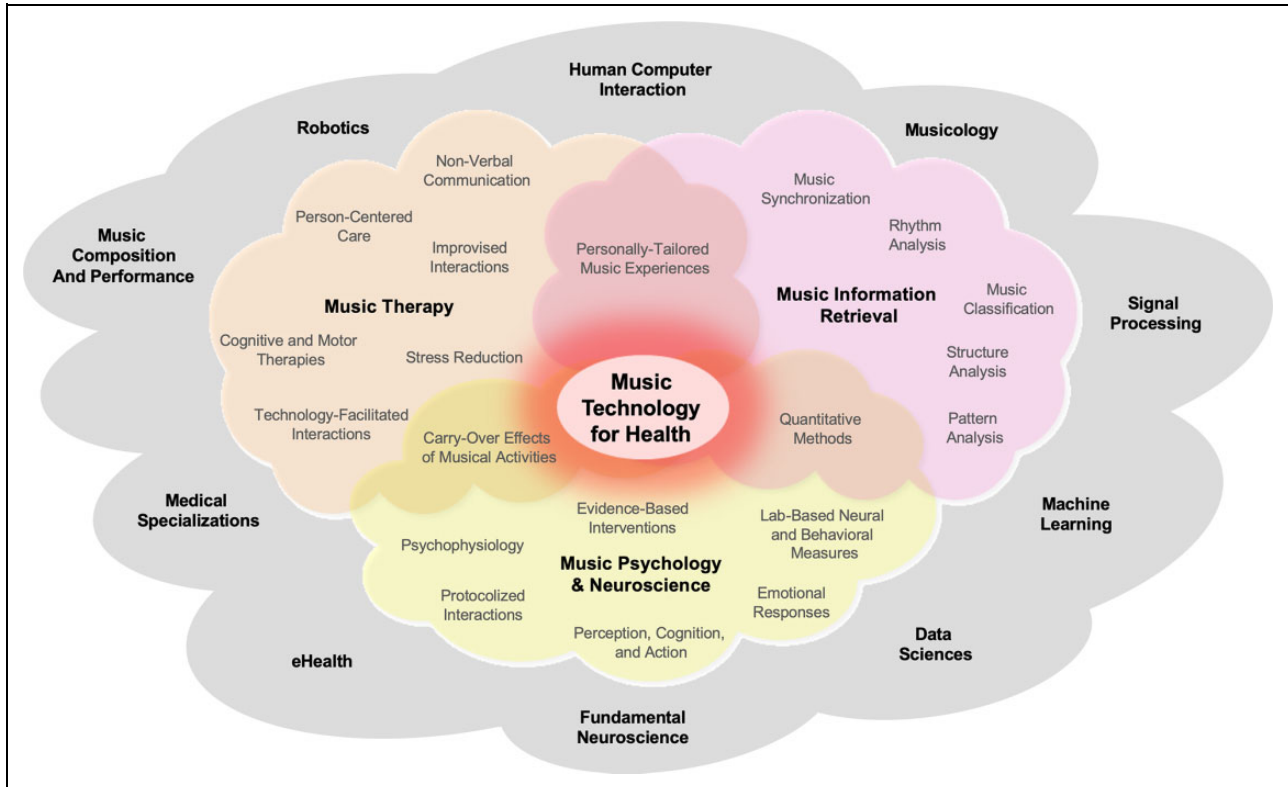 Human Computer
Interaction
Robotics
Musicology
Non-Verbal
Communication
Music
Synchronization
Person-Centered
Care
Rhythm
Analysis
Music
Composition
And Performance
Improvised
Interactions
Personally-Tailored
Music Experiences
Music Therapy
Music Information
Retrieval
Music
Classification
Signal
Processing
Cognitive and Motor
Therapies
Stress Reduction
Structure
Analysis
Music
Technology
for Health
Technology-Facilitated
Interactions
Carry-Over Effects
of Musical Activities
Quantitative
Methods
Pattern
Analysis
Medical
Specializations
Evidence-Based
Interventions
Lab-Based Neural
and Behavioral
Measures
Machine
Learning
Psychophysiology
Music Psychology
& Neuroscience
Protocolized
Interactions
Emotional
Responses
Perception, Cognition,
and Action
Data
Sciences
eHealth
Fundamental
Neuroscience